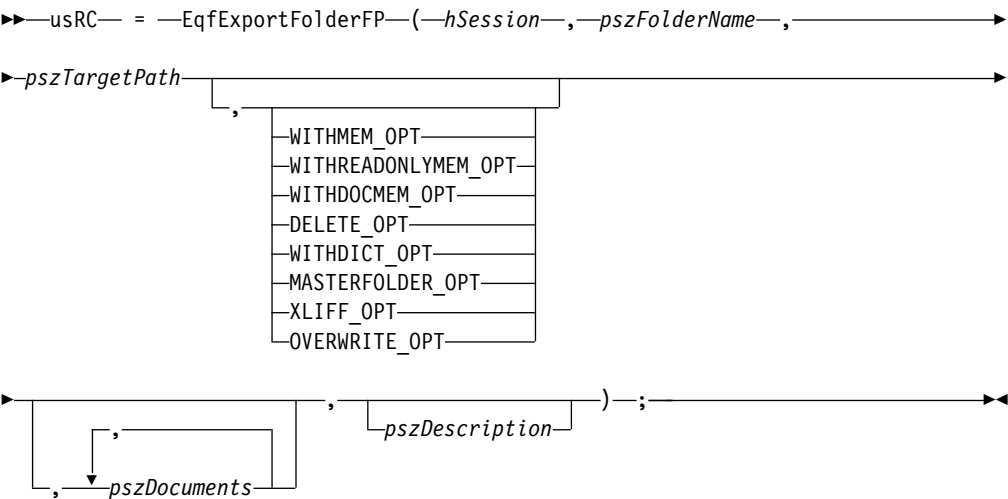 usRC = EqfExportFolderFP ( hSession , pszFolderName ,
pszTargetPath
,
WITHMEM_OPT
WITHREADONLYMEM_OPT
WITHDOCMEM_OPT
DELETE_OPT
WITHDICT_OPT
MASTERFOLDER_OPT
XLIFF_OPT
OVERWRITE_OPT
, ) ;
pszDescription
,
, pszDocuments